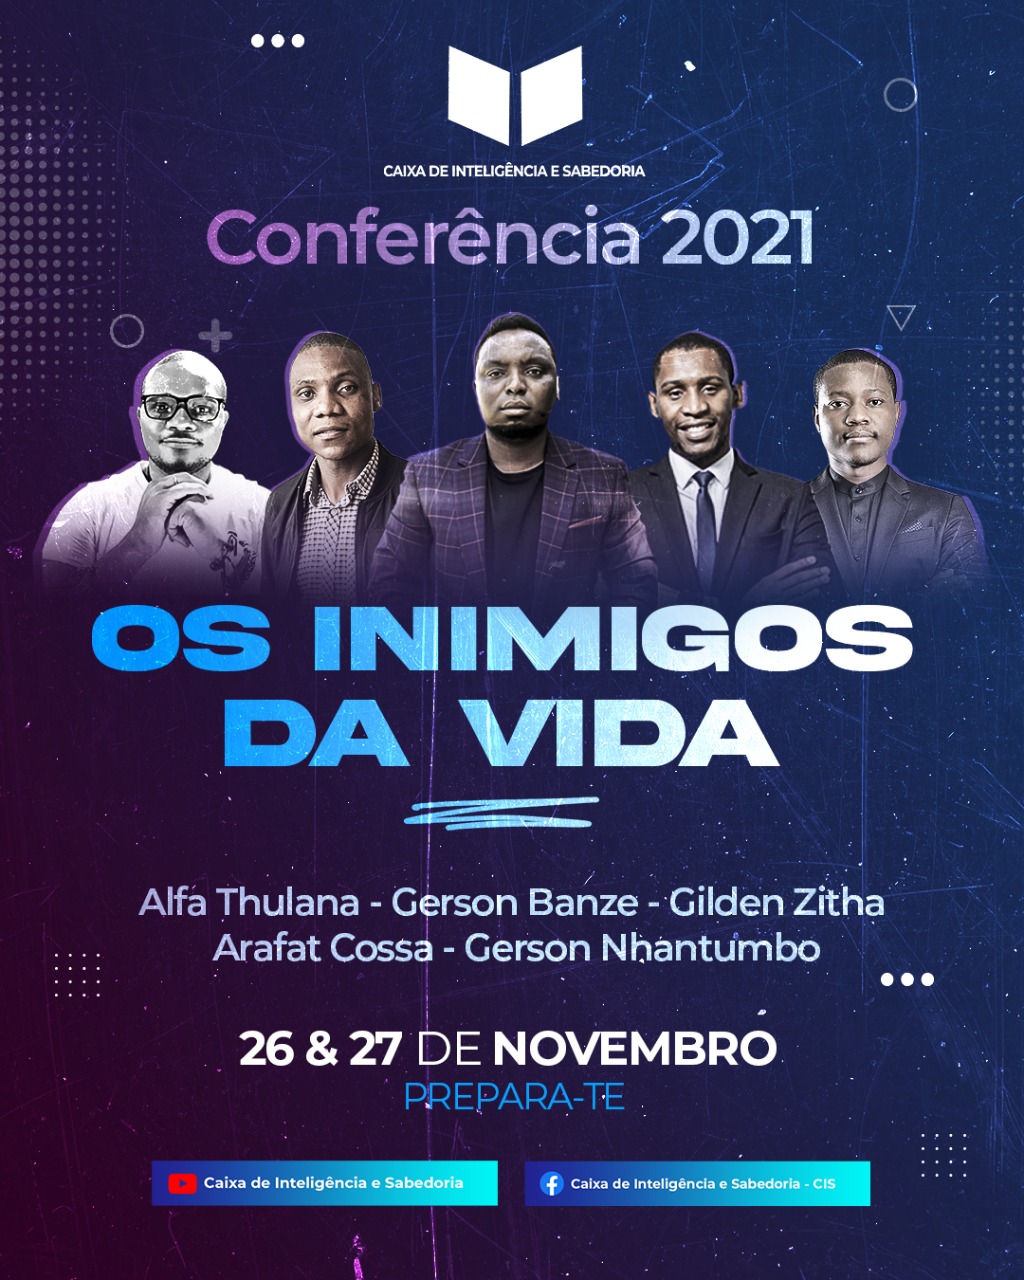 CAIXA DE INTELIGÊNCIA E SABEDORIA
Conferência 2021
OS INIMIGOS
DA VIDA
Alfa Thulana - Gerson Banze - Gilden Zitha
Arafat Cossa - Gerson Nhantumbo
26 & 27 DE NOVEMBRO
PREPARA-TE
Caixa de Inteligência e Sabedoria
Caixa de Inteligência e Sabedoria - CIS